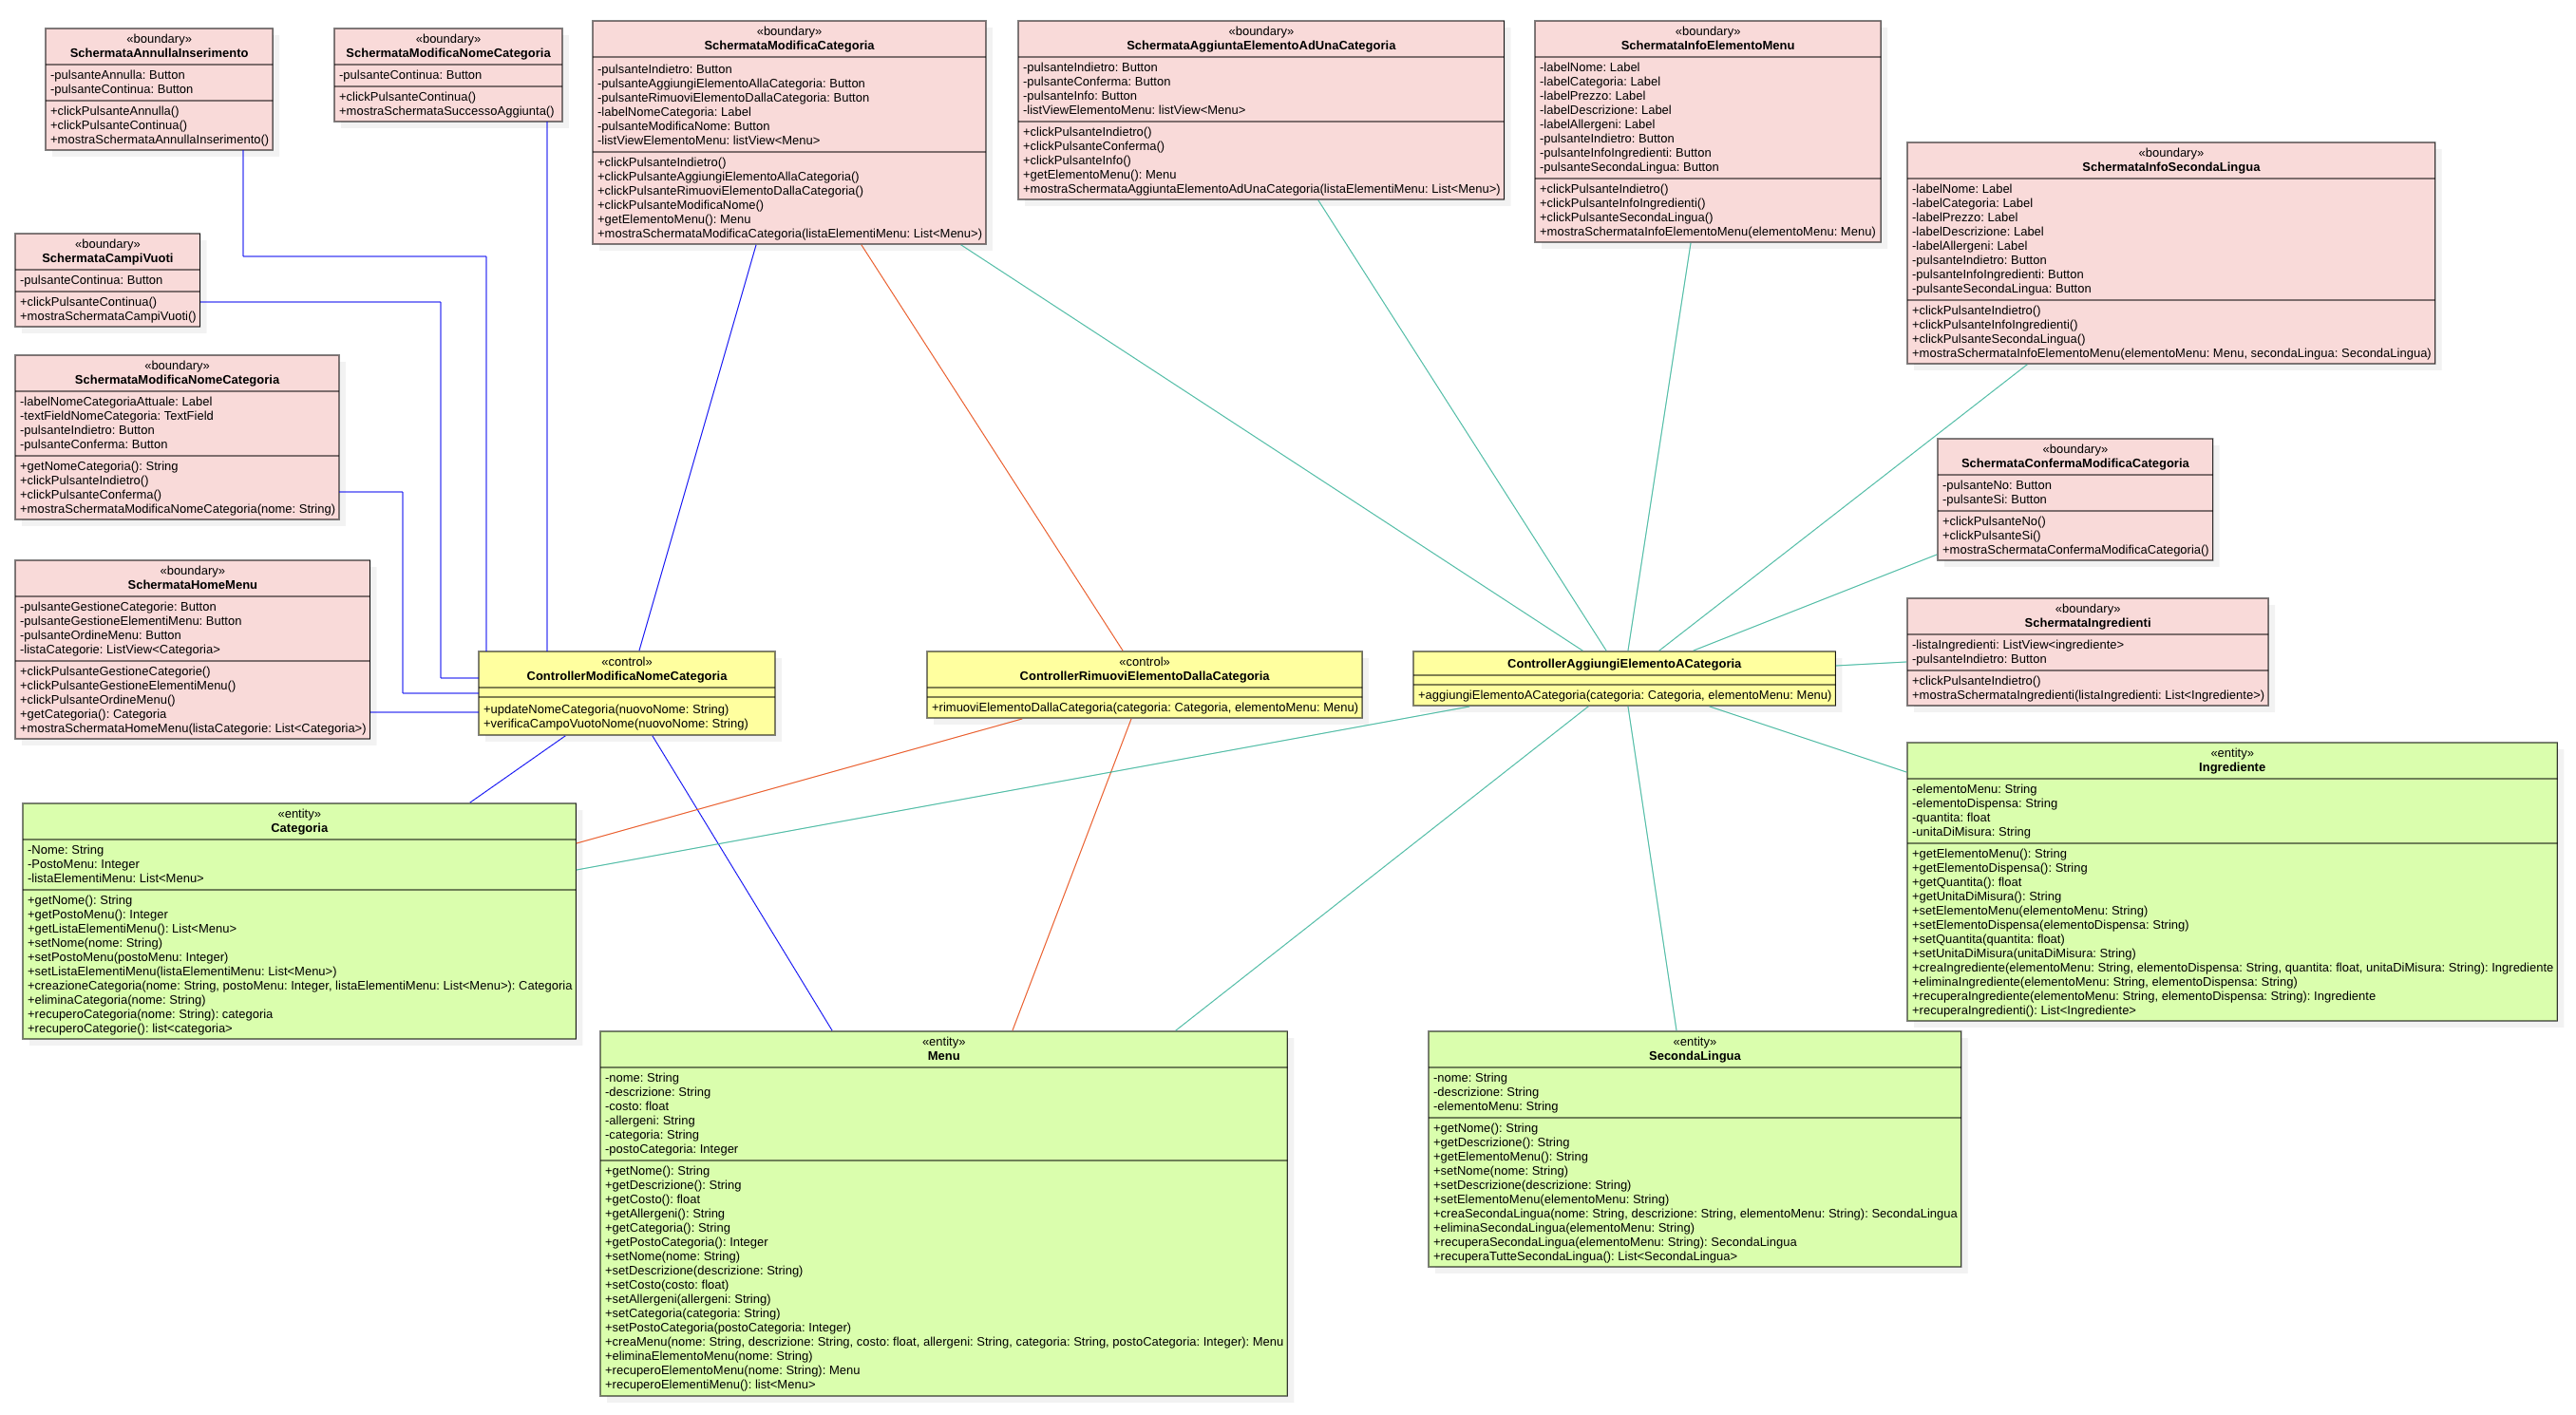 «boundary»
SchermataAnnullaInserimento
-pulsanteAnnulla: Button
-pulsanteContinua: Button
+clickPulsanteAnnulla()
+clickPulsanteContinua()
+mostraSchermataAnnullaInserimento()
«boundary»
SchermataModificaNomeCategoria
-pulsanteContinua: Button
+clickPulsanteContinua()
+mostraSchermataSuccessoAggiunta()
«boundary»
SchermataModificaCategoria
-pulsanteIndietro: Button
-pulsanteAggiungiElementoAllaCategoria: Button
-pulsanteRimuoviElementoDallaCategoria: Button
-labelNomeCategoria: Label
-pulsanteModificaNome: Button
-listViewElementoMenu: listView<Menu>
+clickPulsanteIndietro()
+clickPulsanteAggiungiElementoAllaCategoria()
+clickPulsanteRimuoviElementoDallaCategoria()
+clickPulsanteModificaNome()
+getElementoMenu(): Menu
+mostraSchermataModificaCategoria(listaElementiMenu: List<Menu>)
«boundary»
SchermataAggiuntaElementoAdUnaCategoria
-pulsanteIndietro: Button
-pulsanteConferma: Button
-pulsanteInfo: Button
-listViewElementoMenu: listView<Menu>
+clickPulsanteIndietro()
+clickPulsanteConferma()
+clickPulsanteInfo()
+getElementoMenu(): Menu
+mostraSchermataAggiuntaElementoAdUnaCategoria(listaElementiMenu: List<Menu>)
«boundary»
SchermataInfoElementoMenu
-labelNome: Label
-labelCategoria: Label
-labelPrezzo: Label
-labelDescrizione: Label
-labelAllergeni: Label
-pulsanteIndietro: Button
-pulsanteInfoIngredienti: Button
-pulsanteSecondaLingua: Button
+clickPulsanteIndietro()
+clickPulsanteInfoIngredienti()
+clickPulsanteSecondaLingua()
+mostraSchermataInfoElementoMenu(elementoMenu: Menu)
«boundary»
SchermataInfoSecondaLingua
-labelNome: Label
-labelCategoria: Label
-labelPrezzo: Label
-labelDescrizione: Label
-labelAllergeni: Label
-pulsanteIndietro: Button
-pulsanteInfoIngredienti: Button
-pulsanteSecondaLingua: Button
+clickPulsanteIndietro()
+clickPulsanteInfoIngredienti()
+clickPulsanteSecondaLingua()
+mostraSchermataInfoElementoMenu(elementoMenu: Menu, secondaLingua: SecondaLingua)
«boundary»
SchermataCampiVuoti
-pulsanteContinua: Button
+clickPulsanteContinua()
+mostraSchermataCampiVuoti()
«boundary»
SchermataModificaNomeCategoria
-labelNomeCategoriaAttuale: Label
-textFieldNomeCategoria: TextField
-pulsanteIndietro: Button
-pulsanteConferma: Button
+getNomeCategoria(): String
+clickPulsanteIndietro()
+clickPulsanteConferma()
+mostraSchermataModificaNomeCategoria(nome: String)
«boundary»
SchermataConfermaModificaCategoria
-pulsanteNo: Button
-pulsanteSi: Button
+clickPulsanteNo()
+clickPulsanteSi()
+mostraSchermataConfermaModificaCategoria()
«boundary»
SchermataHomeMenu
-pulsanteGestioneCategorie: Button
-pulsanteGestioneElementiMenu: Button
-pulsanteOrdineMenu: Button
-listaCategorie: ListView<Categoria>
+clickPulsanteGestioneCategorie()
+clickPulsanteGestioneElementiMenu()
+clickPulsanteOrdineMenu()
+getCategoria(): Categoria
+mostraSchermataHomeMenu(listaCategorie: List<Categoria>)
«control»
ControllerModificaNomeCategoria
+updateNomeCategoria(nuovoNome: String)
+verificaCampoVuotoNome(nuovoNome: String)
«control»
ControllerRimuoviElementoDallaCategoria
+rimuoviElementoDallaCategoria(categoria: Categoria, elementoMenu: Menu)
ControllerAggiungiElementoACategoria
+aggiungiElementoACategoria(categoria: Categoria, elementoMenu: Menu)
«boundary»
SchermataIngredienti
-listaIngredienti: ListView<ingrediente>
-pulsanteIndietro: Button
+clickPulsanteIndietro()
+mostraSchermataIngredienti(listaIngredienti: List<Ingrediente>)
«entity»
Ingrediente
-elementoMenu: String
-elementoDispensa: String
-quantita: float
-unitaDiMisura: String
+getElementoMenu(): String
+getElementoDispensa(): String
+getQuantita(): float
+getUnitaDiMisura(): String
+setElementoMenu(elementoMenu: String)
+setElementoDispensa(elementoDispensa: String)
+setQuantita(quantita: float)
+setUnitaDiMisura(unitaDiMisura: String)
+creaIngrediente(elementoMenu: String, elementoDispensa: String, quantita: float, unitaDiMisura: String): Ingrediente
+eliminaIngrediente(elementoMenu: String, elementoDispensa: String)
+recuperaIngrediente(elementoMenu: String, elementoDispensa: String): Ingrediente
+recuperaIngredienti(): List<Ingrediente>
«entity»
Categoria
-Nome: String
-PostoMenu: Integer
-listaElementiMenu: List<Menu>
+getNome(): String
+getPostoMenu(): Integer
+getListaElementiMenu(): List<Menu>
+setNome(nome: String)
+setPostoMenu(postoMenu: Integer)
+setListaElementiMenu(listaElementiMenu: List<Menu>)
+creazioneCategoria(nome: String, postoMenu: Integer, listaElementiMenu: List<Menu>): Categoria
+eliminaCategoria(nome: String)
+recuperoCategoria(nome: String): categoria
+recuperoCategorie(): list<categoria>
«entity»
Menu
-nome: String
-descrizione: String
-costo: float
-allergeni: String
-categoria: String
-postoCategoria: Integer
+getNome(): String
+getDescrizione(): String
+getCosto(): float
+getAllergeni(): String
+getCategoria(): String
+getPostoCategoria(): Integer
+setNome(nome: String)
+setDescrizione(descrizione: String)
+setCosto(costo: float)
+setAllergeni(allergeni: String)
+setCategoria(categoria: String)
+setPostoCategoria(postoCategoria: Integer)
+creaMenu(nome: String, descrizione: String, costo: float, allergeni: String, categoria: String, postoCategoria: Integer): Menu
+eliminaElementoMenu(nome: String)
+recuperoElementoMenu(nome: String): Menu
+recuperoElementiMenu(): list<Menu>
«entity»
SecondaLingua
-nome: String
-descrizione: String
-elementoMenu: String
+getNome(): String
+getDescrizione(): String
+getElementoMenu(): String
+setNome(nome: String)
+setDescrizione(descrizione: String)
+setElementoMenu(elementoMenu: String)
+creaSecondaLingua(nome: String, descrizione: String, elementoMenu: String): SecondaLingua
+eliminaSecondaLingua(elementoMenu: String)
+recuperaSecondaLingua(elementoMenu: String): SecondaLingua
+recuperaTutteSecondaLingua(): List<SecondaLingua>